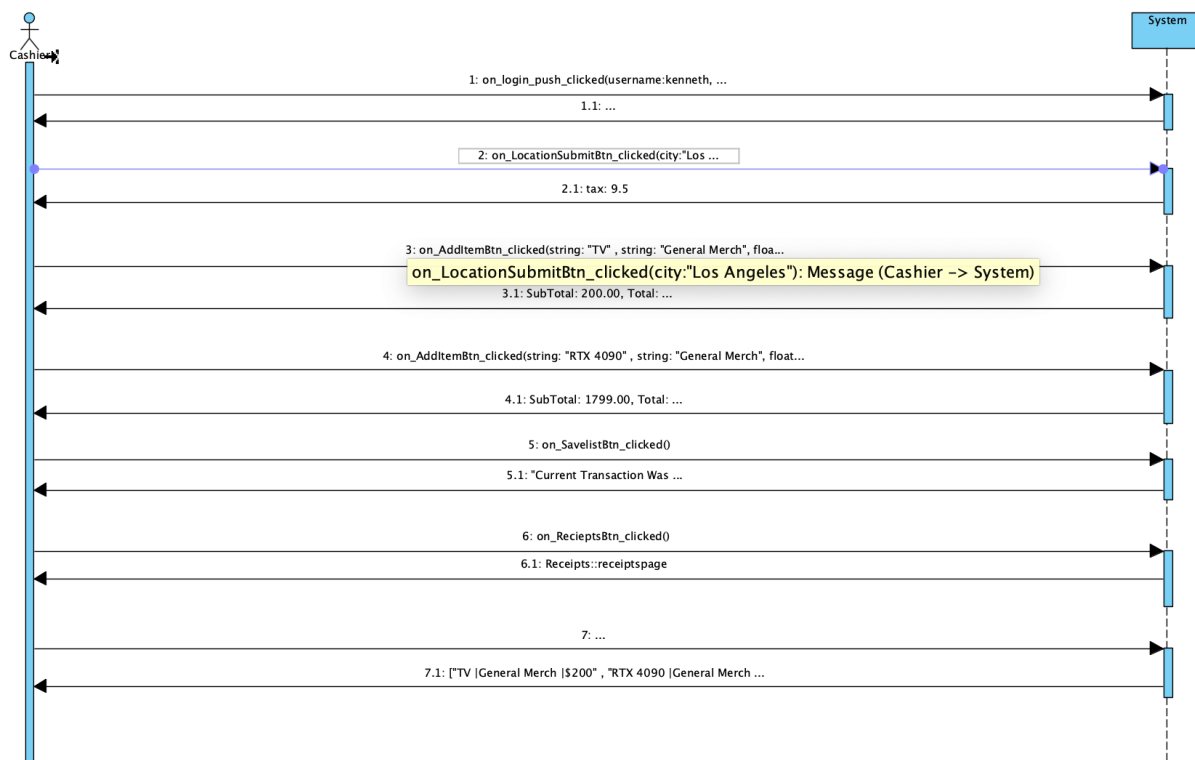 System
Cashier
1: on_login_push_clicked(username:kenneth, ...
1.1: ...
2: on_LocationSubmitBtn_clicked(city:"Los ...
2.1: tax: 9.5
3: on_AddItemBtn_clicked(string: "TV" , string: "General Merch", floa...
on_LocationSubmitBtn_clicked(city:"Los Angeles"): Message (Cashier -> System)
3.1: SubTotal: 200.00, Total: ...
4: on_AddItemBtn_clicked(string: "RTX 4090" , string: "General Merch", float...
4.1: SubTotal: 1799.00, Total: ...
5: on_SavelistBtn_clicked()
5.1: "Current Transaction Was ...
6: on_RecieptsBtn_clicked()
6.1: Receipts::receiptspage
7: ...
7.1: ["TV |General Merch |$200" , "RTX 4090 |General Merch ...